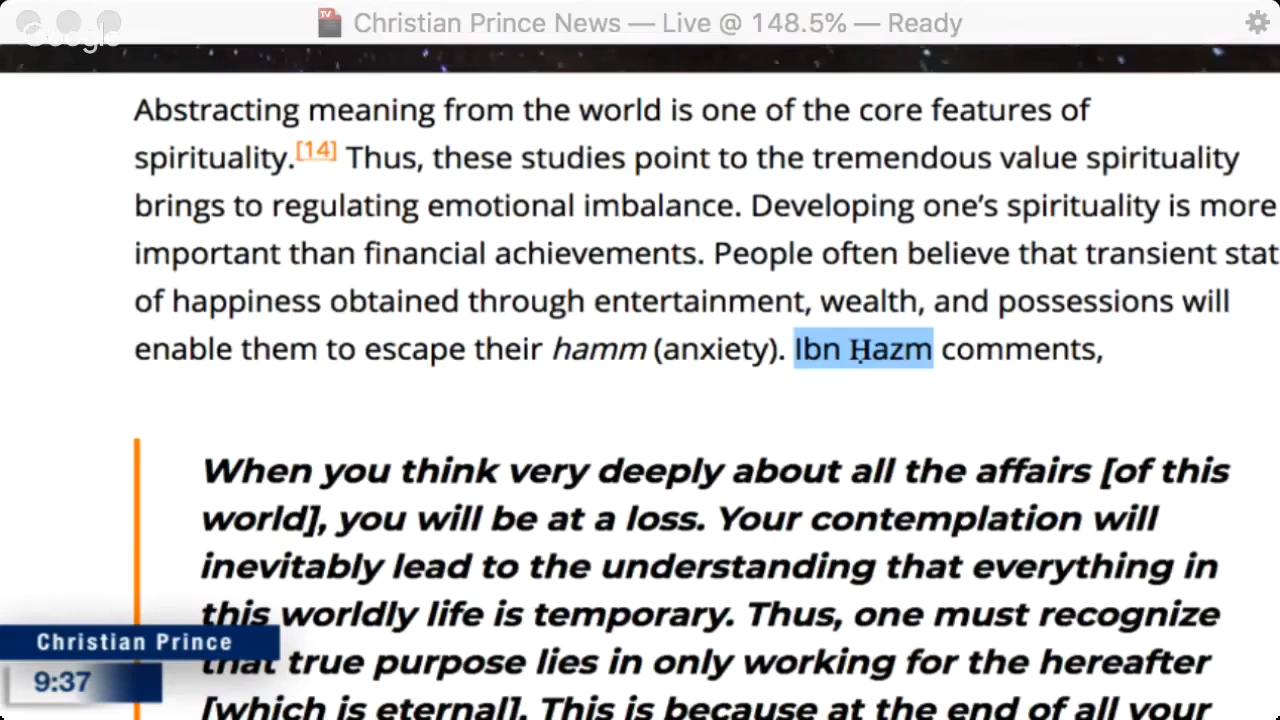 Christian Prince News — Live @ 148.5% — Ready
Google
Abstracting meaning from the world is one of the core features of
spirituality.[14] Thus, these studies point to the tremendous value spirituality
brings to regulating emotional imbalance. Developing one’s spirituality is more
important than financial achievements. People often believe that transient stat
of happiness obtained through entertainment, wealth, and possessions will
enable them to escape their hamm (anxiety). Ibn Ḥazm comments,
When you think very deeply about all the affairs [of this
world], you will be at a loss. Your contemplation will
inevitably lead to the understanding that everything in
this worldly life is temporary. Thus, one must recognize
that true purpose lies in only working for the hereafter
[which is eternal]. This is because at the end of all your
Christian Prince
9:37